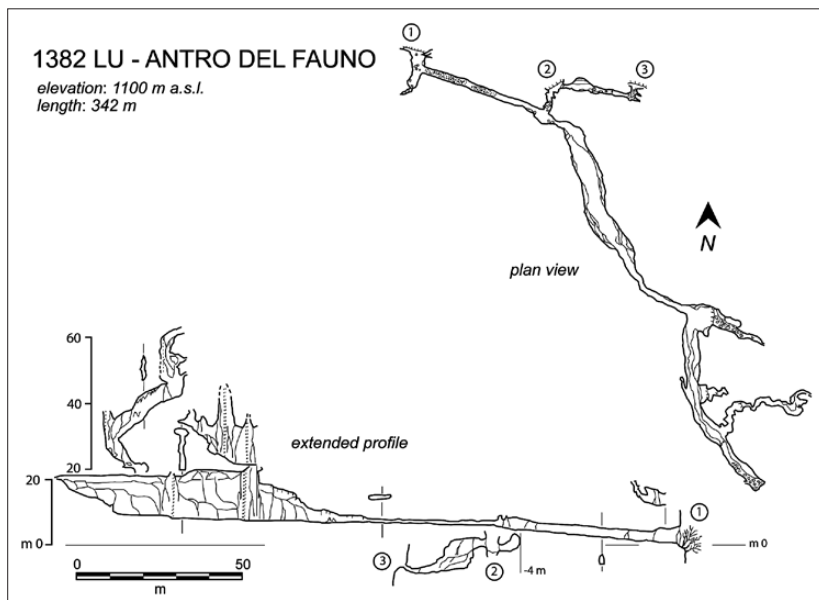 1382 LU - ANTRO DEL FAUNO
elevation: 1100 m a.s.l.
length: 342 m
1
2
3
N
plan view
60
40
20
extended profile
20
m 0
1
m 0
3
2
-4 m
0
50
m